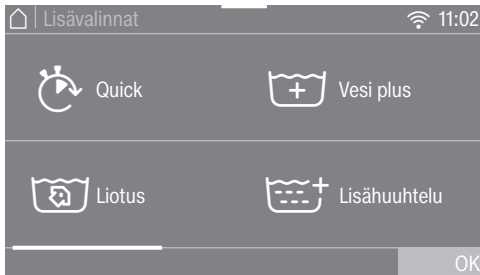 Lisävalinnat 11:02
Quick Vesi plus
Liotus Lisähuuhtelu
OK